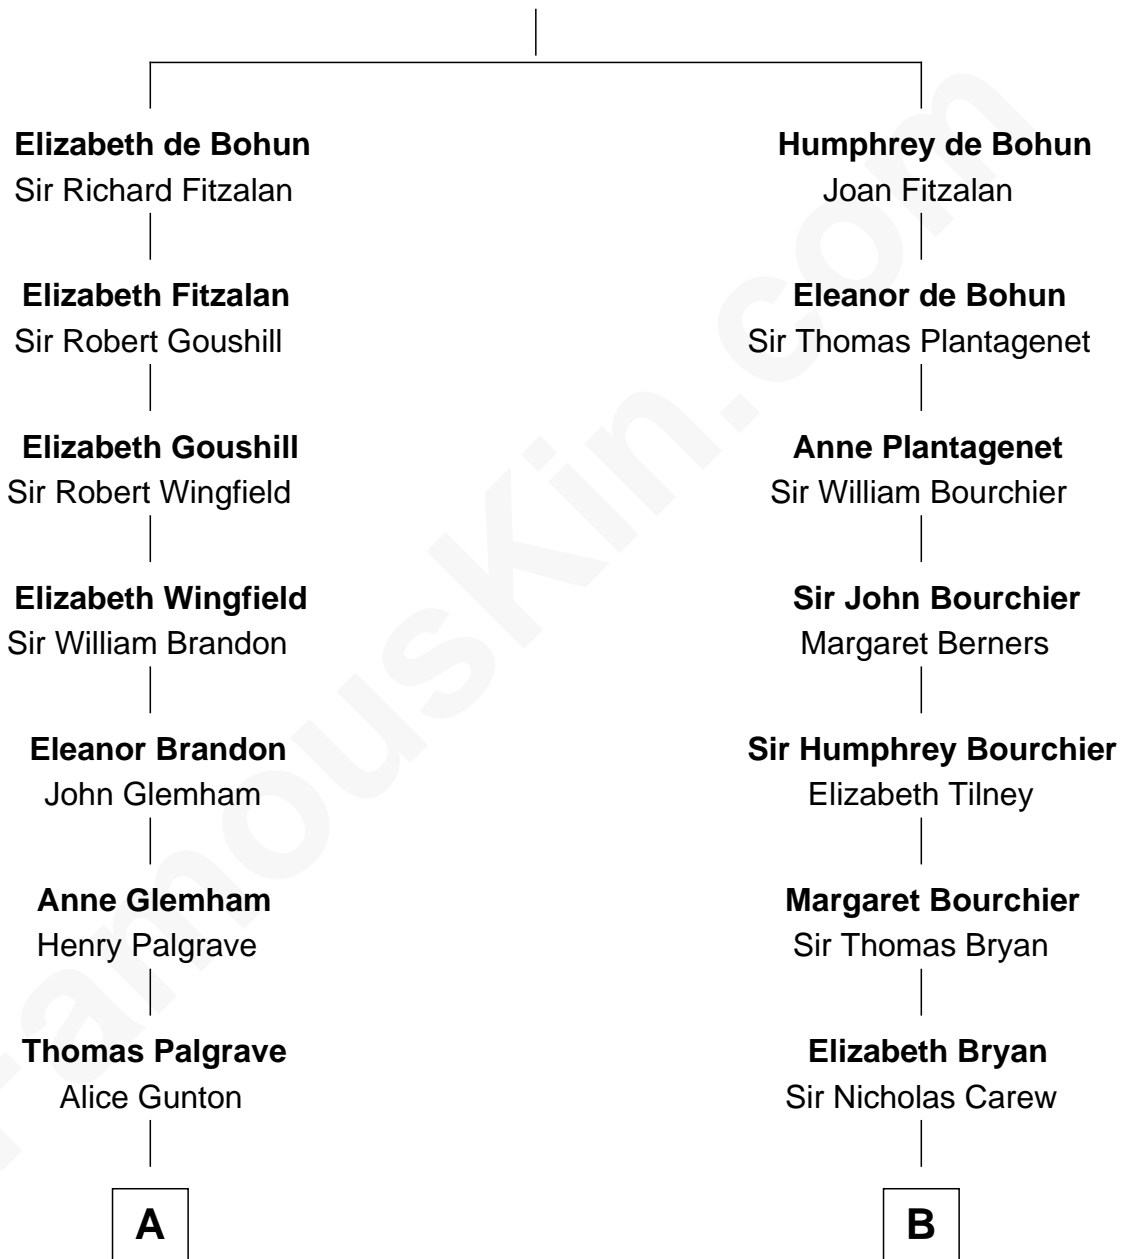 Elizabeth de Bohun
Sir Richard Fitzalan
Elizabeth Fitzalan
Sir Robert Goushill
Elizabeth Goushill
Sir Robert Wingfield
Elizabeth Wingfield
Sir William Brandon
Eleanor Brandon
John Glemham
Anne Glemham
Henry Palgrave
Thomas Palgrave
Alice Gunton
A
Humphrey de Bohun
Joan Fitzalan
Eleanor de Bohun
Sir Thomas Plantagenet
Anne Plantagenet
Sir William Bourchier
Sir John Bourchier
Margaret Berners
Sir Humphrey Bourchier
Elizabeth Tilney
Margaret Bourchier
Sir Thomas Bryan
Elizabeth Bryan
Sir Nicholas Carew
B
FamousKin.com